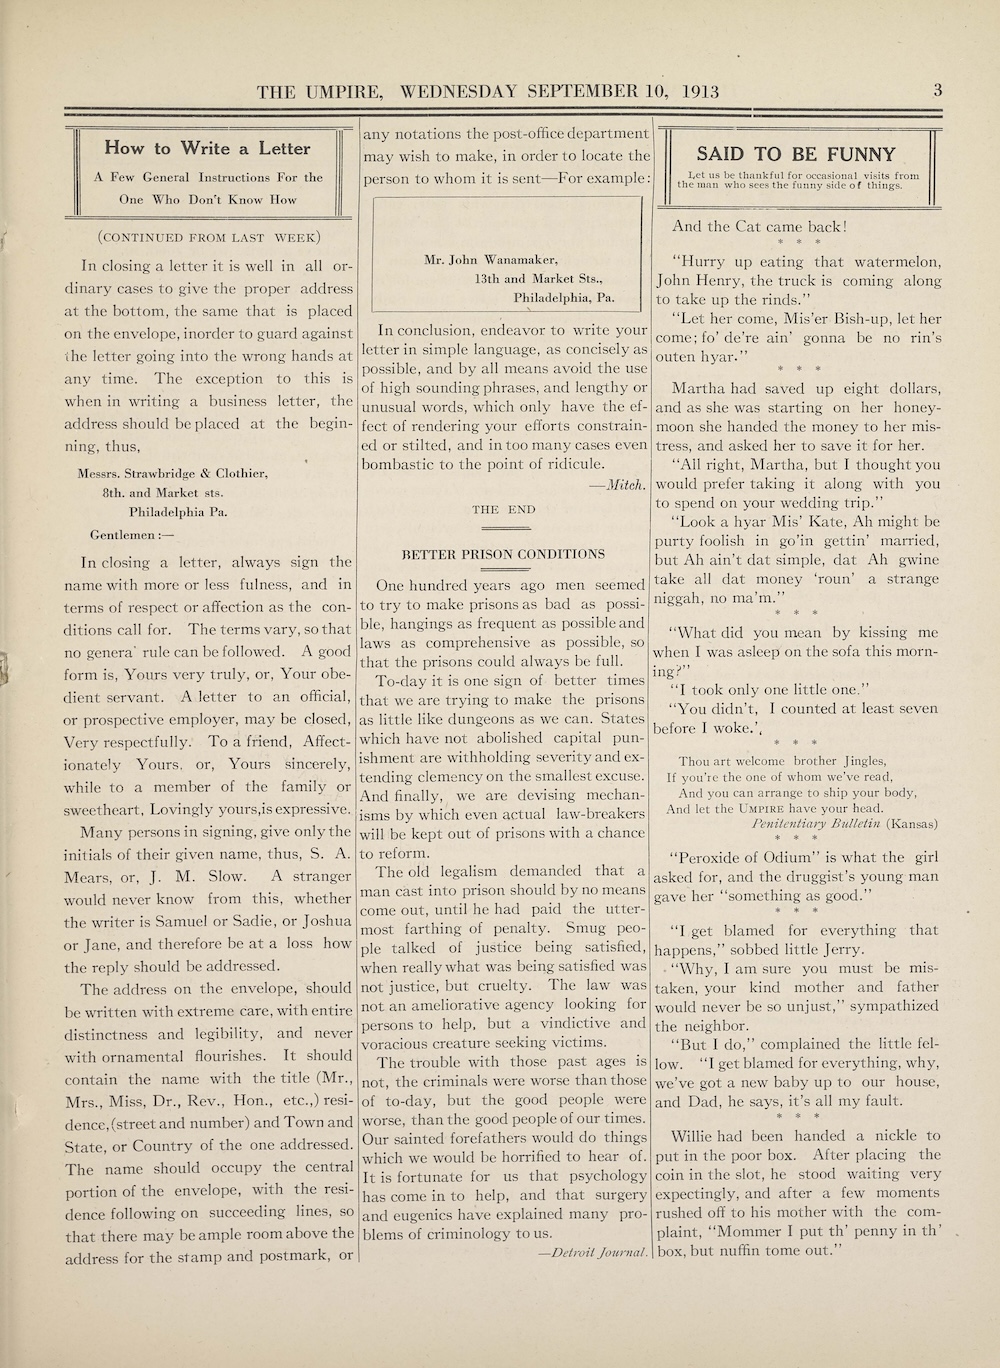 THE UMPIRE, WEDNESDAY SEPTEMBER 10, 1913
3
How to Write a Letter
A Few General Instructions For the
One Who Don't Know How
(CONTINUED FROM LAST WEEK)
In closing a letter it is well in all or-
dinary cases to give the proper address
at the bottom, the same that is placed
on the envelope, inorder to guard against
the letter going into the wrong hands at
any time. The exception to this is
when in writing a business letter, the
address should be placed at the begin-
ning, thus,
Messrs. Strawbridge & Clothier,
8th. and Market sts.
Philadelphia Pa.
Gentlemen:—
In closing a letter, always sign the
name with more or less fulness, and in
terms of respect or affection as the con-
ditions call for. The terms vary, so that
no genera' rule can be followed. A good
form is, Yours very truly, or, Your obe-
dient servant. A letter to an official,
or prospective employer, may be closed,
Very respectfully. To a friend, Affect-
ionately Yours, or, Yours sincerely,
while to a member of the family or
sweetheart, Lovingly yours,is expressive.
Many persons in signing, give only the
initials of their given name, thus, S. A.
Mears, or, J. M. Slow. A stranger
would never know from this, whether
the writer is Samuel or Sadie, or Joshua
or Jane, and therefore be at a loss how
the reply should be addressed.
The address on the envelope, should
be written with extreme care, with entire
distinctness and legibility, and never
with ornamental flourishes. It should
contain the name with the title (Mr.,
Mrs., Miss, Dr., Rev., Hon., etc.,) resi-
dence,(street and number) and Town and
State, or Country of the one addressed.
The name should occupy the central
portion of the envelope, with the resi-
dence following on succeeding lines, so
that there may be ample room above the
address for the stamp and postmark, or
any notations the post-office department
may wish to make, in order to locate the
person to whom it is sent—For example:
Mr. John Wanamaker,
13th and Market Sts.,
Philadelphia, Pa.
In conclusion, endeavor to write your
letter in simple language, as concisely as
possible, and by all means avoid the use
of high sounding phrases, and lengthy or
unusual words, which only have the ef-
fect of rendering your efforts constrain-
ed or stilted, and in too many cases even
bombastic to the point of ridicule.
—Mitch.
THE END
BETTER PRISON CONDITIONS
One hundred years ago men seemed
to try to make prisons as bad as possi-
ble, hangings as frequent as possible and
laws as comprehensive as possible, so
that the prisons could always be full.
To-day it is one sign of better times
that we are trying to make the prisons
as little like dungeons as we can. States
which have not abolished capital pun-
ishment are withholding severity and ex-
tending clemency on the smallest excuse.
And finally, we are devising mechan-
isms by which even actual law-breakers
will be kept out of prisons with a chance
to reform.
The old legalism demanded that a
man cast into prison should by no means
come out, until he had paid the utter-
most farthing of penalty. Smug peo-
ple talked of justice being satisfied,
when really what was being satisfied was
not justice, but cruelty. The law was
not an ameliorative agency looking for
persons to help, but a vindictive and
voracious creature seeking victims.
The trouble with those past ages is
not, the criminals were worse than those
of to-day, but the good people were
worse, than the good people of our times.
Our sainted forefathers would do things
which we would be horrified to hear of.
It is fortunate for us that psychology
has come in to help, and that surgery
and eugenics have explained many pro-
blems of criminology to us.
—Detroit Journal.
SAID TO BE FUNNY
Let us be thankful for occasional visits from
the man who sees the funny side of things.
And the Cat came back!
* * *
"Hurry up eating that watermelon,
John Henry, the truck is coming along
to take up the rinds."
"Let her come, Mis'er Bish-up, let her
come; fo' de're ain' gonna be no rin's
outen hyar."
* * *
Martha had saved up eight dollars,
and as she was starting on her honey-
moon she handed the money to her mis-
tress, and asked her to save it for her.
"All right, Martha, but I thought you
would prefer taking it along with you
to spend on your wedding trip."
"Look a hyar Mis' Kate, Ah might be
purty foolish in go'in gettin' married,
but Ah ain't dat simple, dat Ah gwine
take all dat money 'roun' a strange
niggah, no ma'm."
* * *
"What did you mean by kissing me
when I was asleep on the sofa this morn-
ing?"
"I took only one little one."
"You didn't, I counted at least seven
before I woke.',
* * *
Thou art welcome brother Jingles,
If you're the one of whom we've read,
And you can arrange to ship your body,
And let the UMPIRE have your head.
Penitentiary Bulletin (Kansas)
* * *
"Peroxide of Odium" is what the girl
asked for, and the druggist's young man
gave her "something as good."
* * *
"I get blamed for everything that
happens," sobbed little Jerry.
"Why, I am sure you must be mis-
taken, your kind mother and father
would never be so unjust," sympathized
the neighbor.
"But I do," complained the little fel-
low. "I get blamed for everything, why,
we've got a new baby up to our house,
and Dad, he says, it's all my fault.
* * *
Willie had been handed a nickle to
put in the poor box. After placing the
coin in the slot, he stood waiting very
expectingly, and after a few moments
rushed off to his mother with the com-
plaint, "Mommer I put th' penny in th'
box, but nuffin tome out."